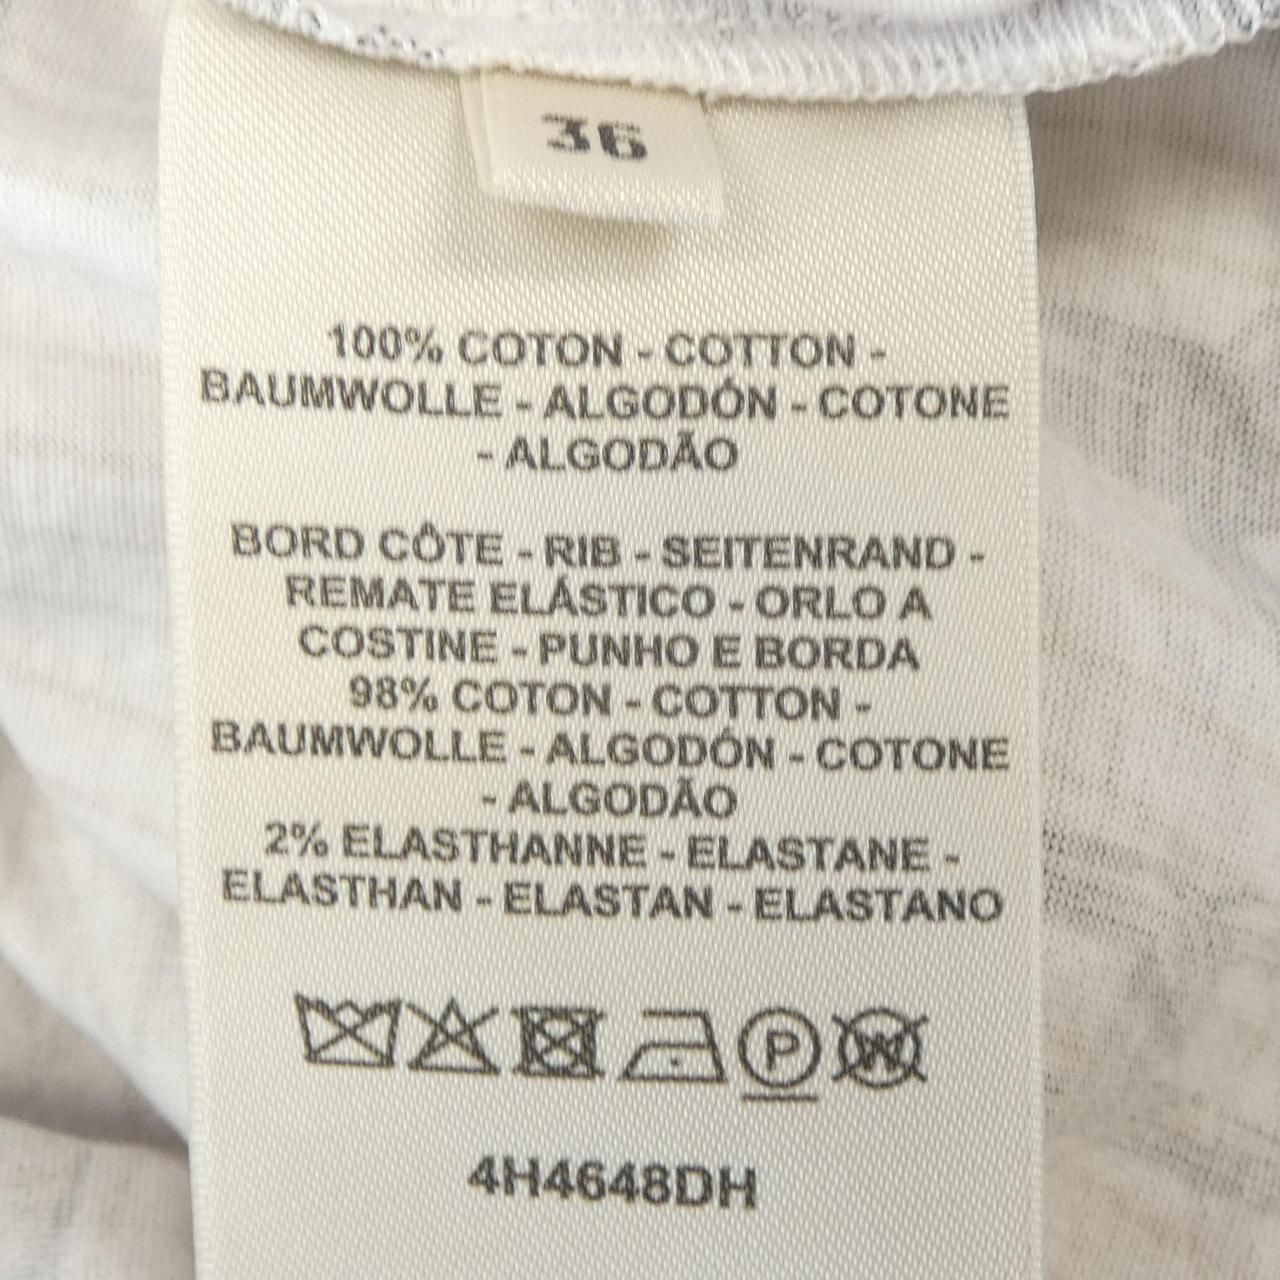 36
100% COTON - COTTON -
BAUMWOLLE - ALGODÓN - COTONE
- ALGODÃO
BORD CÔTE - RIB - SEITENRAND -
REMATE ELÁSTICO - ORLO A
COSTINE - PUNHO E BORDA
98% COTON - COTTON -
BAUMWOLLE - ALGODÓN - COTONE
- ALGODÃO
2% ELASTHANNE - ELASTANE -
ELASTHAN - ELASTAN - ELASTANO
P W
4H4648DH